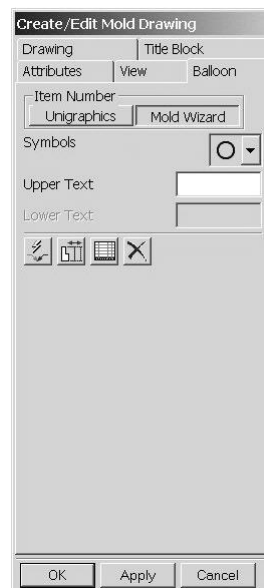 Create/Edit Mold Drawing
Drawing Title Block
Attributes View Balloon
Item Number
Unigraphics Mold Wizard
Symbols
Upper Text
Lower Text
OK Apply Cancel